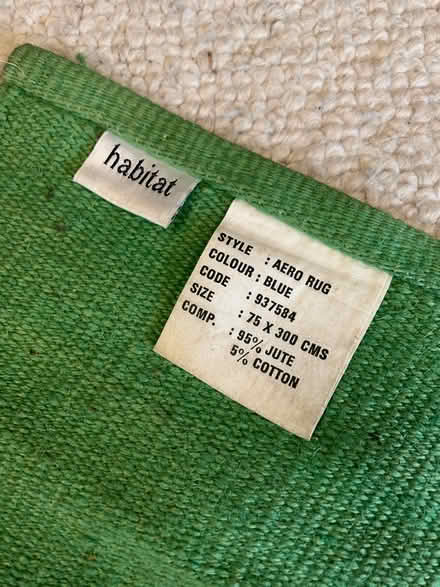 habitat
STYLE : AERO RUG
COLOUR : BLUE
CODE : 937584
SIZE : 75 X 300 CMS
COMP. : 95% JUTE
5% COTTON